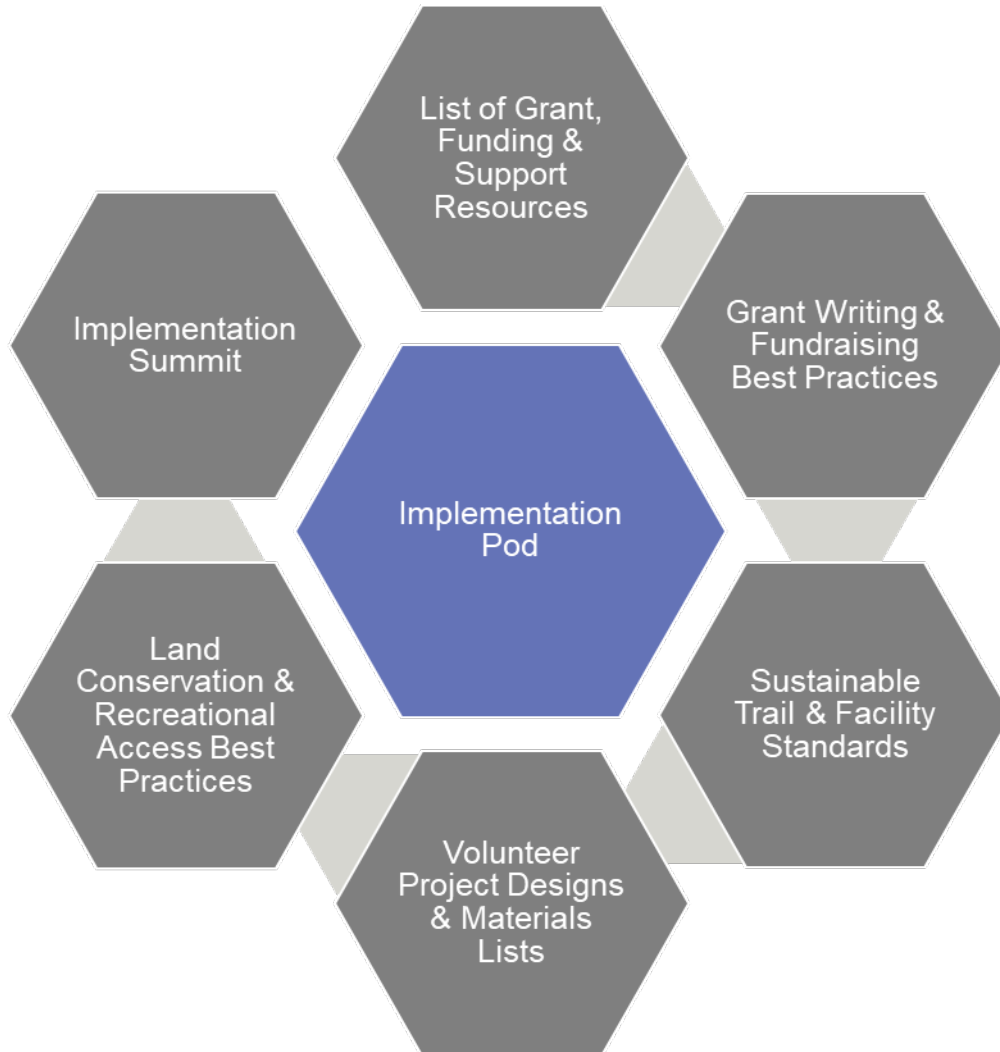 List of Grant,
Funding &
Support
Resources
Grant Writing &
Fundraising
Best Practices
Sustainable
Trail & Facility
Standards
Volunteer
Project Designs
& Materials
Lists
Land
Conservation &
Recreational
Access Best
Practices
Implementation
Summit
Implementation
Pod